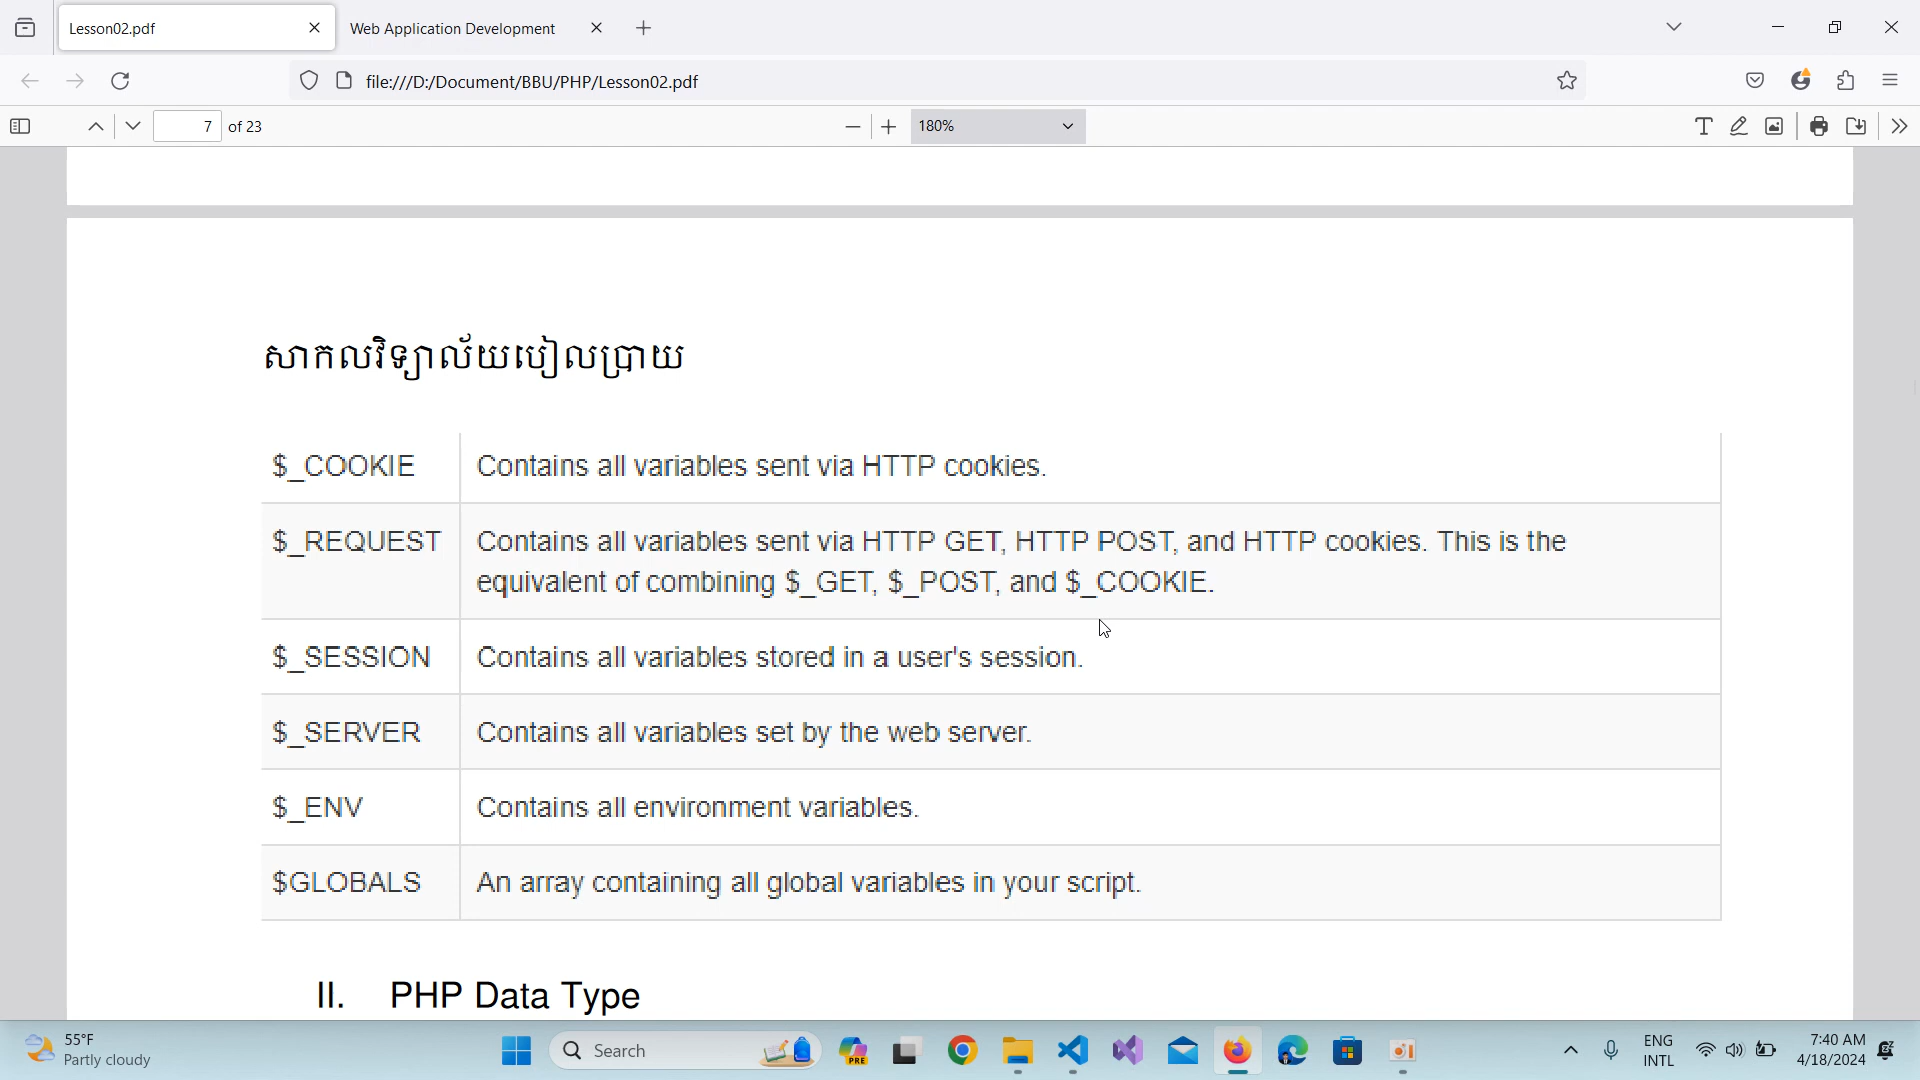 Lesson02.pdf
Web Application Development
file:///D:/Document/BBU/PHP/Lesson02.pdf
7 of 23
180%
សាកលវិទ្យាល័យបៀលប្រាយ
$_COOKIE Contains all variables sent via HTTP cookies.
$_REQUEST Contains all variables sent via HTTP GET, HTTP POST, and HTTP cookies. This is the
equivalent of combining $_GET, $_POST, and $_COOKIE.
$_SESSION Contains all variables stored in a user's session.
$_SERVER Contains all variables set by the web server.
$_ENV Contains all environment variables.
$GLOBALS An array containing all global variables in your script.
II. PHP Data Type
55°F
Partly cloudy
Search
PRE
ENG
INTL
7:40 AM
4/18/2024